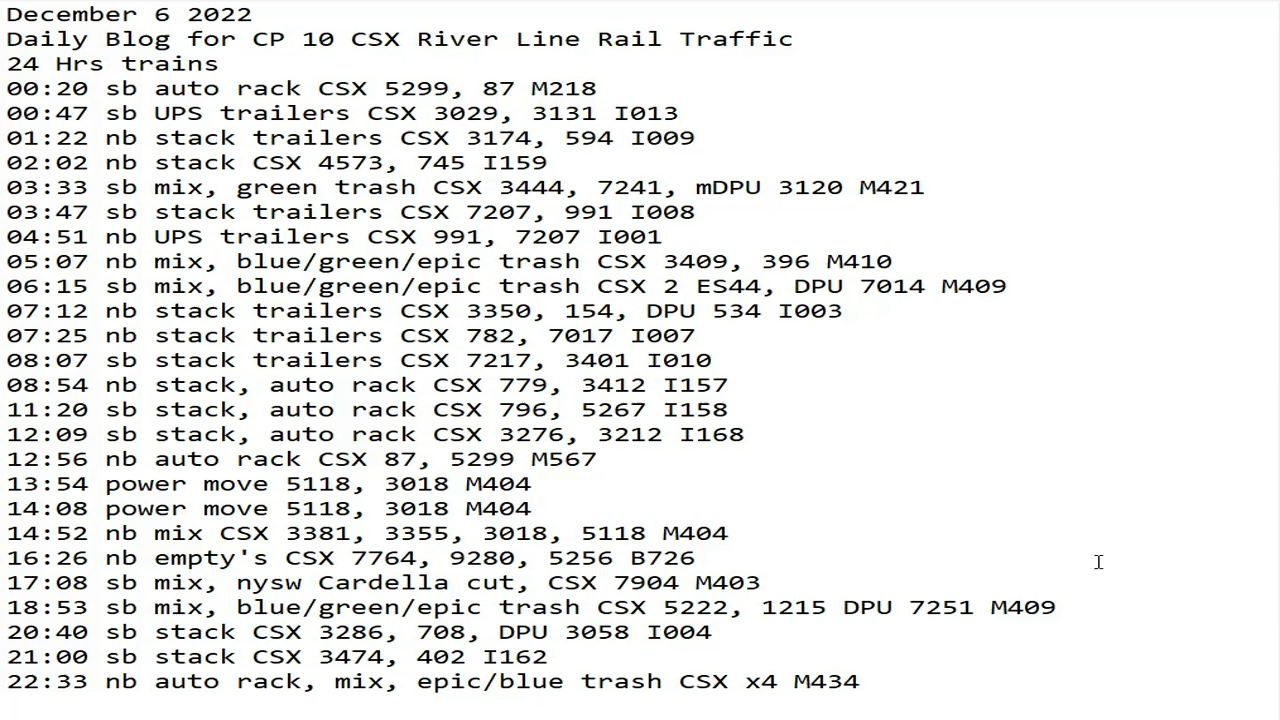 December 6 2022
Daily Blog for CP 10 CSX River Line Rail Traffic
24 Hrs trains
00:20 sb auto rack CSX 5299, 87 M218
00:47 sb UPS trailers CSX 3029, 3131 I013
01:22 nb stack trailers CSX 3174, 594 I009
02:02 nb stack CSX 4573, 745 I159
03:33 sb mix, green trash CSX 3444, 7241, mDPU 3120 M421
03:47 sb stack trailers CSX 7207, 991 I008
04:51 nb UPS trailers CSX 991, 7207 I001
05:07 nb mix, blue/green/epic trash CSX 3409, 396 M410
06:15 sb mix, blue/green/epic trash CSX 2 ES44, DPU 7014 M409
07:12 nb stack trailers CSX 3350, 154, DPU 534 I003
07:25 nb stack trailers CSX 782, 7017 I007
08:07 sb stack trailers CSX 7217, 3401 I010
08:54 nb stack, auto rack CSX 779, 3412 I157
11:20 sb stack, auto rack CSX 796, 5267 I158
12:09 sb stack, auto rack CSX 3276, 3212 I168
12:56 nb auto rack CSX 87, 5299 M567
13:54 power move 5118, 3018 M404
14:08 power move 5118, 3018 M404
14:52 nb mix CSX 3381, 3355, 3018, 5118 M404
16:26 nb empty's CSX 7764, 9280, 5256 B726
17:08 sb mix, nysw Cardella cut, CSX 7904 M403
18:53 sb mix, blue/green/epic trash CSX 5222, 1215 DPU 7251 M409
20:40 sb stack CSX 3286, 708, DPU 3058 I004
21:00 sb stack CSX 3474, 402 I162
22:33 nb auto rack, mix, epic/blue trash CSX x4 M434